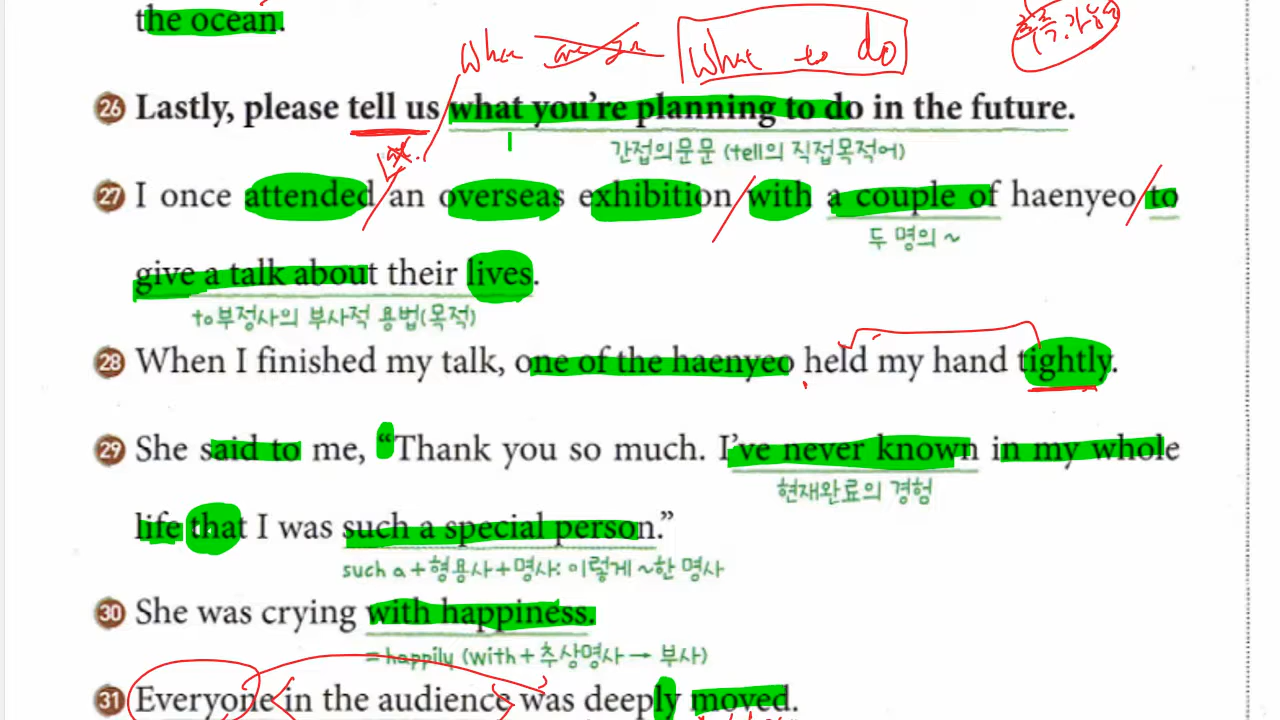 the ocean.
What to do
㉖ Lastly, please tell us what you're planning to do in the future.
간접의문문 (tell의 직접목적어)
㉗ I once attended an overseas exhibition with a couple of haenyeo to
두 명의 ~
give a talk about their lives.
to부정사의 부사적 용법(목적)
㉘ When I finished my talk, one of the haenyeo held my hand tightly.
㉙ She said to me, “Thank you so much. I've never known in my whole
현재완료의 경험
life that I was such a special person.”
such a + 형용사 + 명사: 이렇게 ~한 명사
㉚ She was crying with happiness.
= happily (with + 추상명사 → 부사)
㉛ Everyone in the audience was deeply moved.